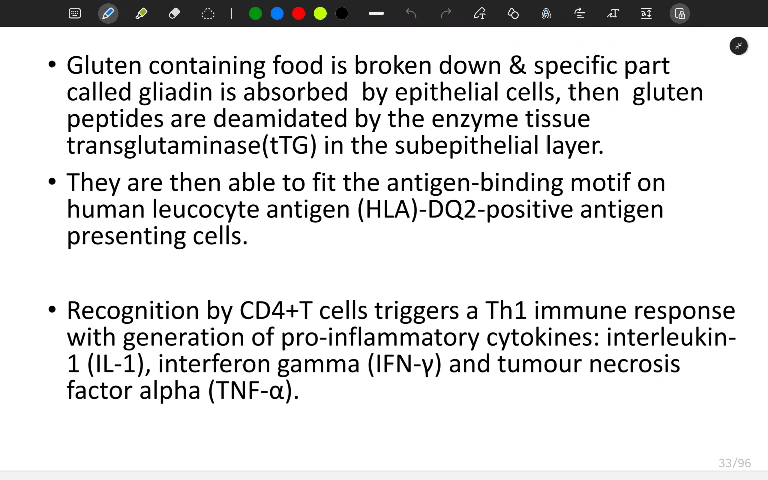 • Gluten containing food is broken down & specific part
called gliadin is absorbed  by epithelial cells, then  gluten
peptides are deamidated by the enzyme tissue
transglutaminase(tTG) in the subepithelial layer.
• They are then able to fit the antigen-binding motif on
human leucocyte antigen (HLA)-DQ2-positive antigen
presenting cells.
• Recognition by CD4+T cells triggers a Th1 immune response
with generation of pro-inflammatory cytokines: interleukin-
1 (IL-1), interferon gamma (IFN-γ) and tumour necrosis
factor alpha (TNF-α).
33/96